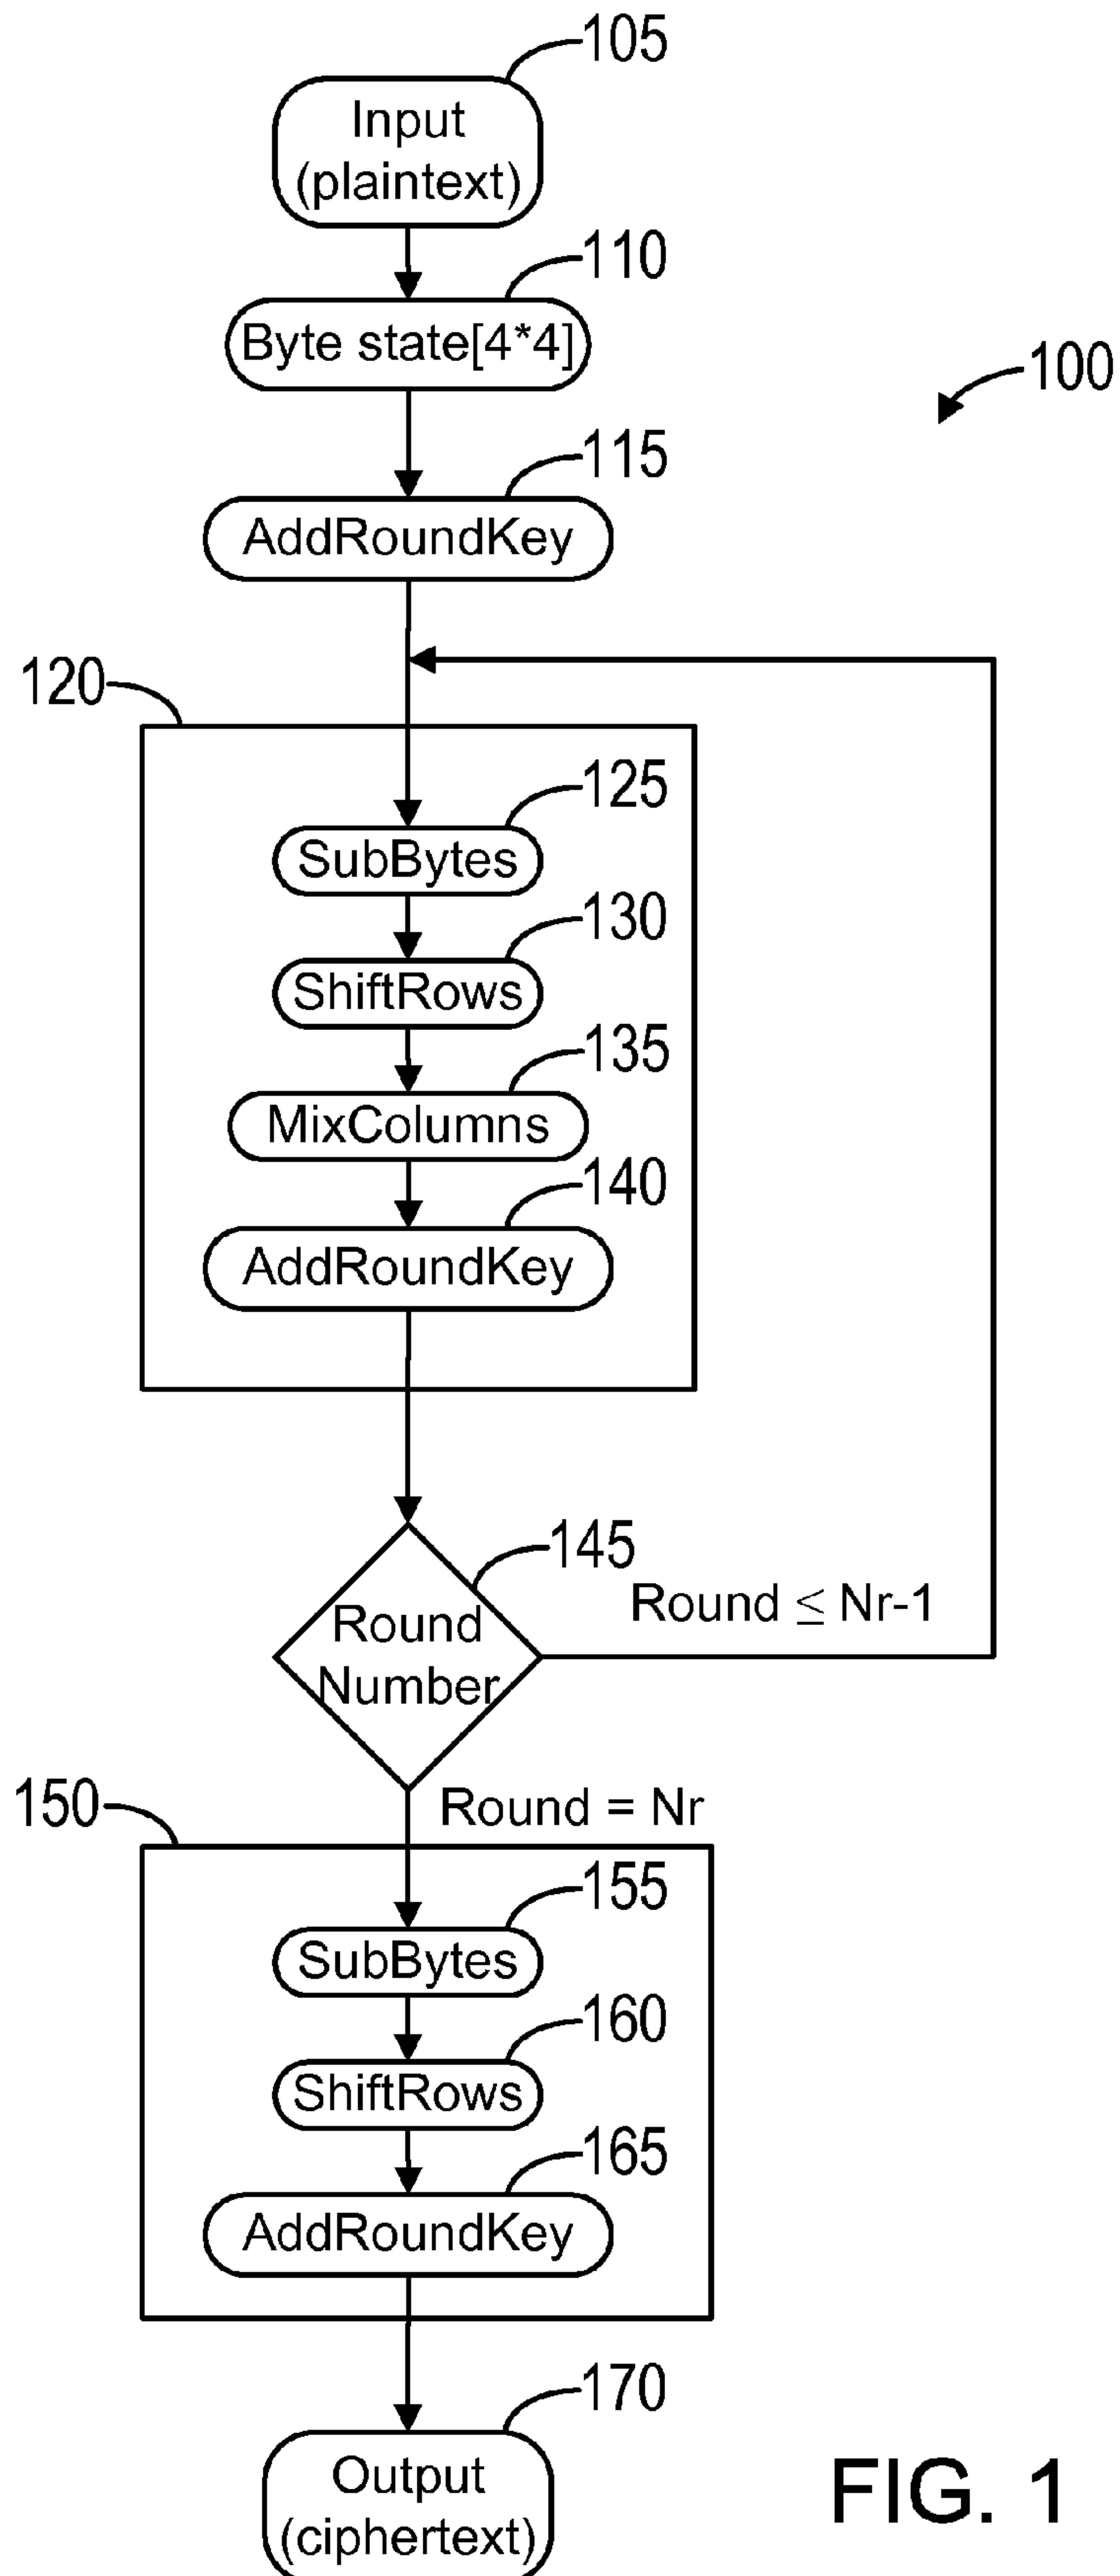 105
Input
(plaintext)
110
Byte state[4*4]
100
115
AddRoundKey
120
125
SubBytes
130
ShiftRows
135
MixColumns
140
AddRoundKey
145
Round
Number
Round ≤ Nr-1
Round = Nr
150
155
SubBytes
160
ShiftRows
165
AddRoundKey
170
Output
(ciphertext)
FIG. 1